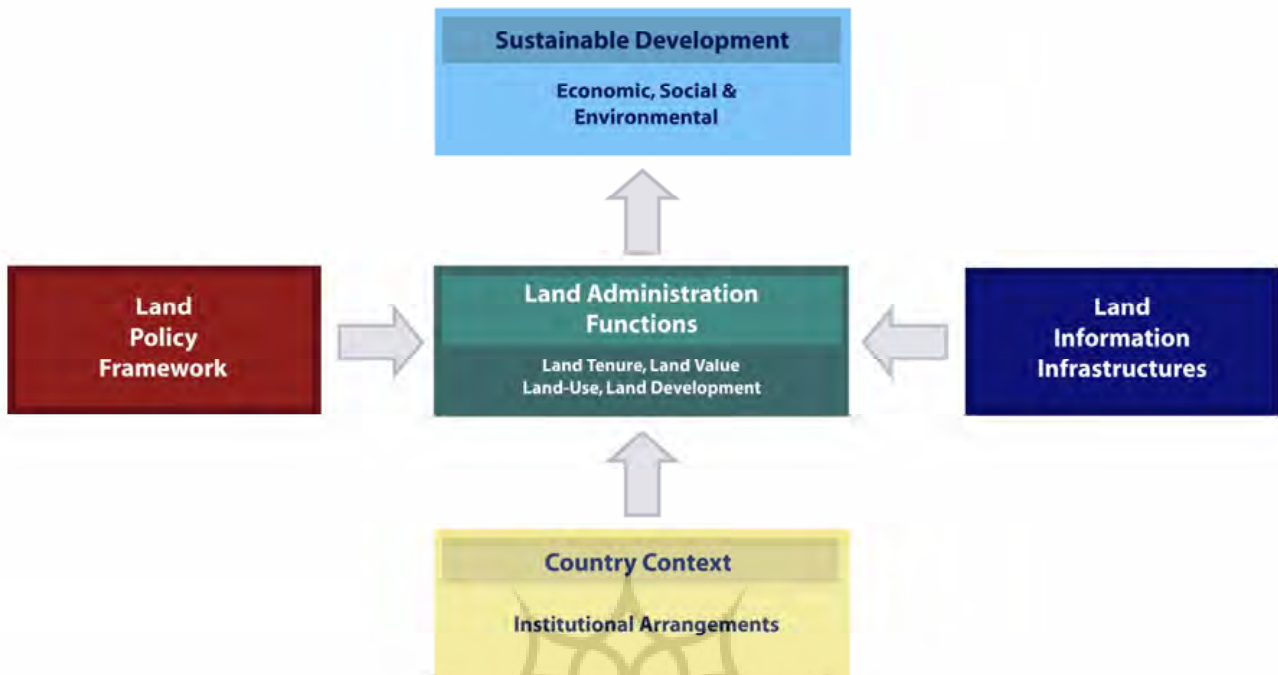 Sustainable Development
Economic, Social &
Environmental
Land
Policy
Framework
Land Administration
Functions
Land Tenure, Land Value
Land-Use, Land Development
Land
Information
Infrastructures
Country Context
Institutional Arrangements